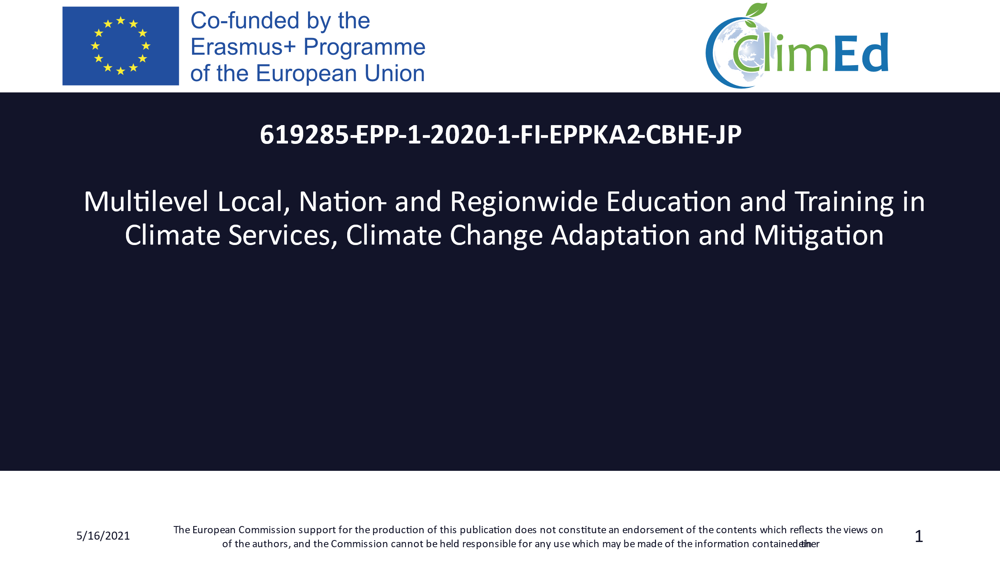 Co-funded by the
Erasmus+ Programme
of the European Union
ClimEd
619285-EPP-1-2020-1-FI-EPPKA2-CBHE-JP
Multilevel Local, Nation- and Regionwide Education and Training in
Climate Services, Climate Change Adaptation and Mitigation
5/16/2021
The European Commission support for the production of this publication does not constitute an endorsement of the contents which reflects the views on
of the authors, and the Commission cannot be held responsible for any use which may be made of the information contained
1